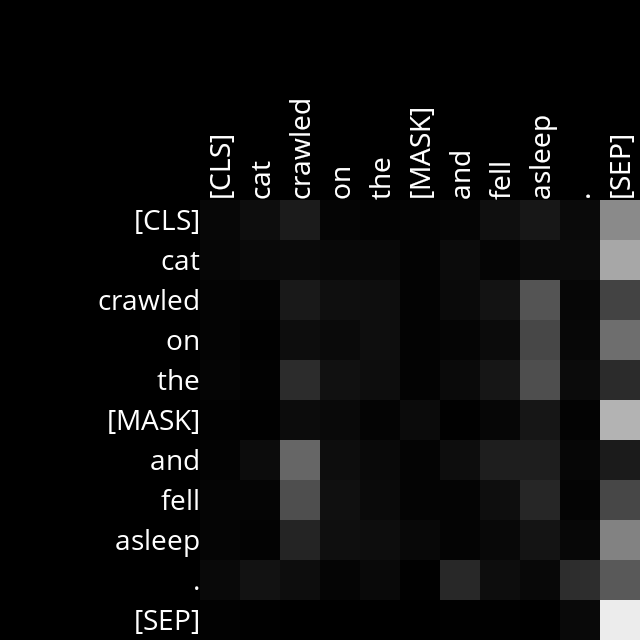 [CLS] cat crawled on the [MASK] and fell asleep . [SEP]
[CLS]
cat
crawled
on
the
[MASK]
and
fell
asleep
.
[SEP]